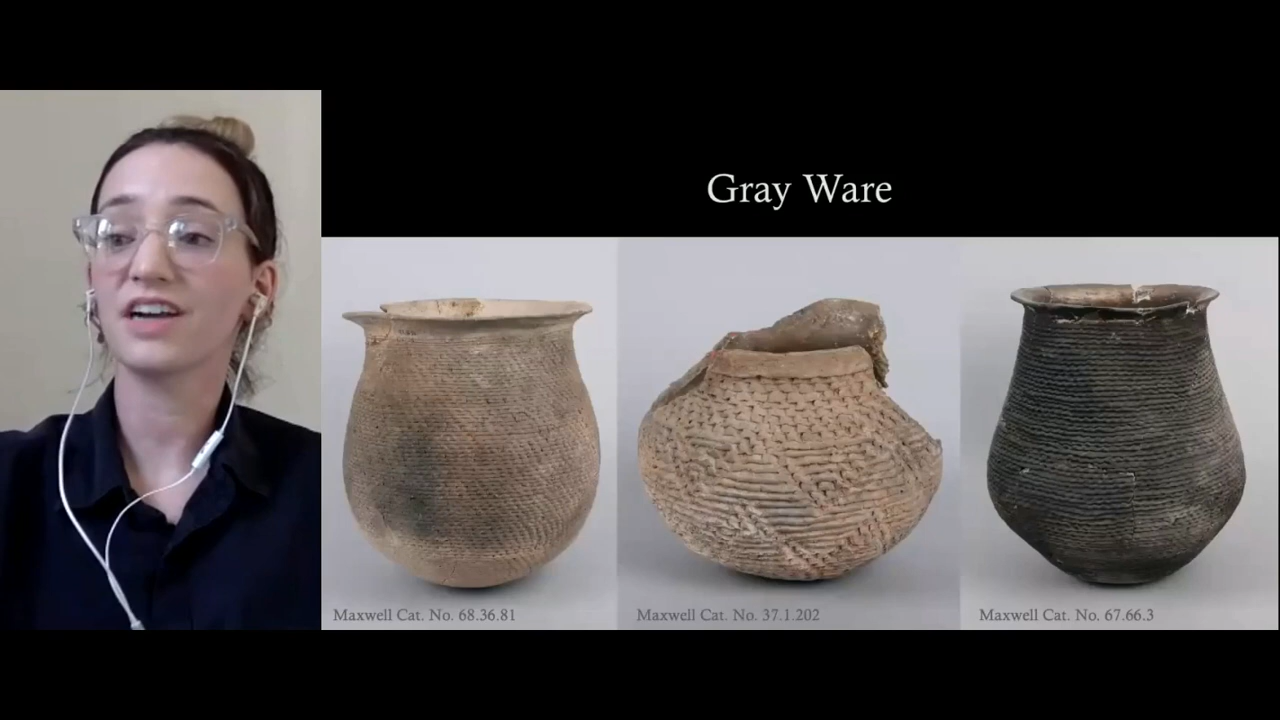 Gray Ware
Maxwell Cat. No. 68.36.81
Maxwell Cat. No. 37.1.202
Maxwell Cat. No. 67.66.3